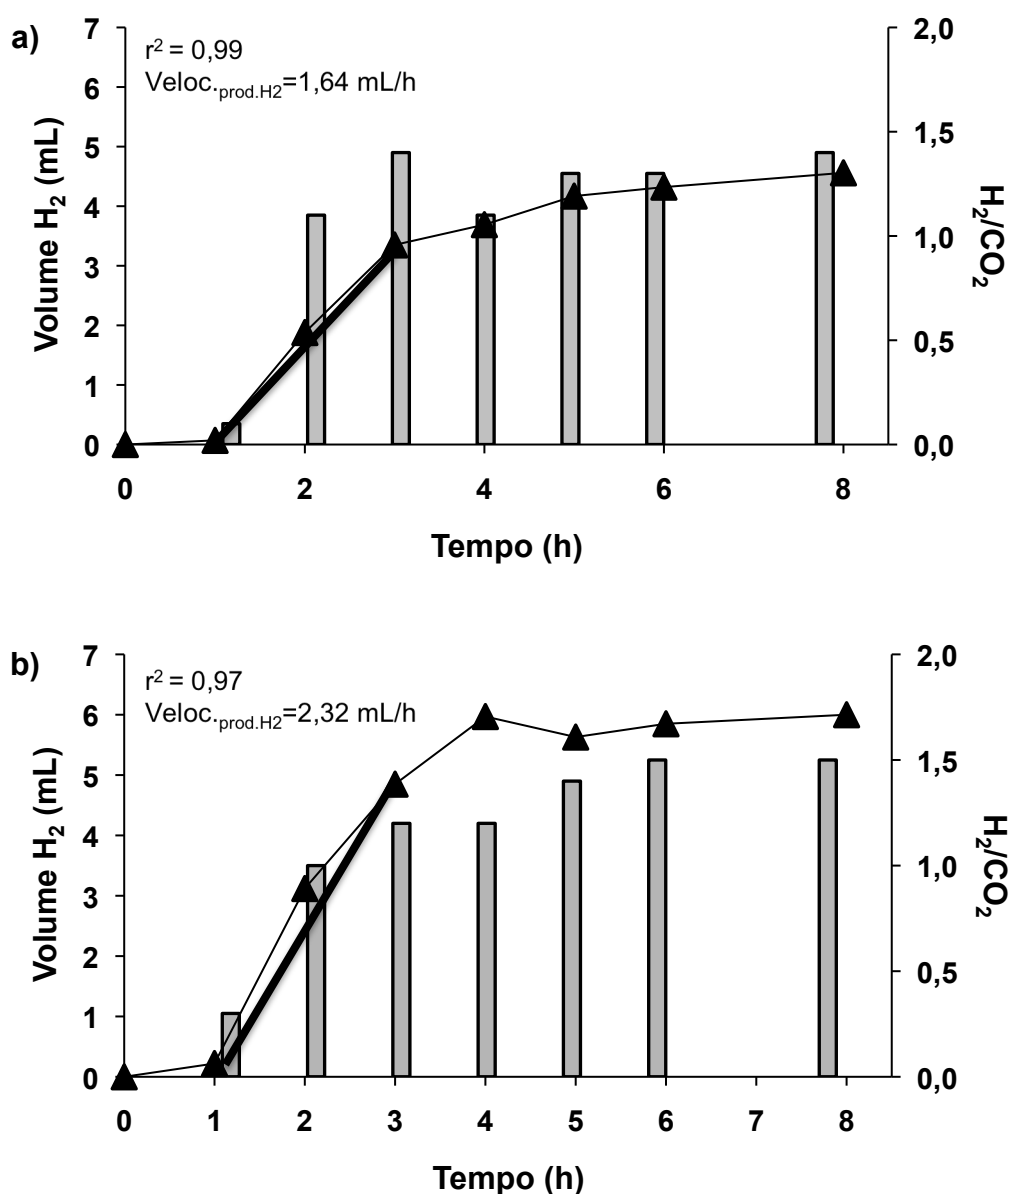 a)
r² = 0,99
Veloc.prod.H2=1,64 mL/h
Volume H₂ (mL)
7
6
5
4
3
2
1
0
2,0
1,5
1,0
0,5
0,0
H₂/CO₂
0 2 4 6 8
Tempo (h)
b)
r² = 0,97
Veloc.prod.H2=2,32 mL/h
Volume H₂ (mL)
7
6
5
4
3
2
1
0
2,0
1,5
1,0
0,5
0,0
H₂/CO₂
0 1 2 3 4 5 6 7 8
Tempo (h)